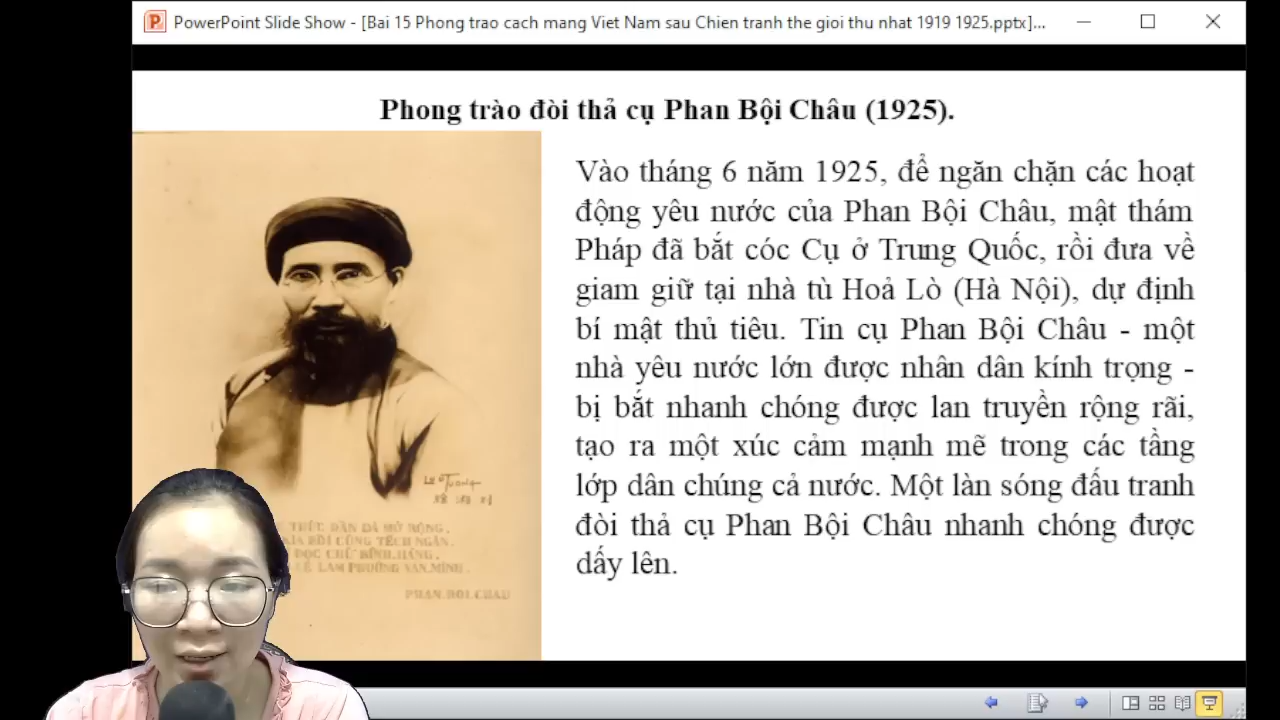 PowerPoint Slide Show - [Bai 15 Phong trao cach mang Viet Nam sau Chien tranh the gioi thu nhat 1919 1925.pptx]...
Phong trào đòi thả cụ Phan Bội Châu (1925).
Vào tháng 6 năm 1925, để ngăn chặn các hoạt
động yêu nước của Phan Bội Châu, mật thám
Pháp đã bắt cóc Cụ ở Trung Quốc, rồi đưa về
giam giữ tại nhà tù Hoả Lò (Hà Nội), dự định
bí mật thủ tiêu. Tin cụ Phan Bội Châu - một
nhà yêu nước lớn được nhân dân kính trọng -
bị bắt nhanh chóng được lan truyền rộng rãi,
tạo ra một xúc cảm mạnh mẽ trong các tầng
lớp dân chúng cả nước. Một làn sóng đấu tranh
đòi thả cụ Phan Bội Châu nhanh chóng được
dấy lên.
PHAN.BOI.CHAU